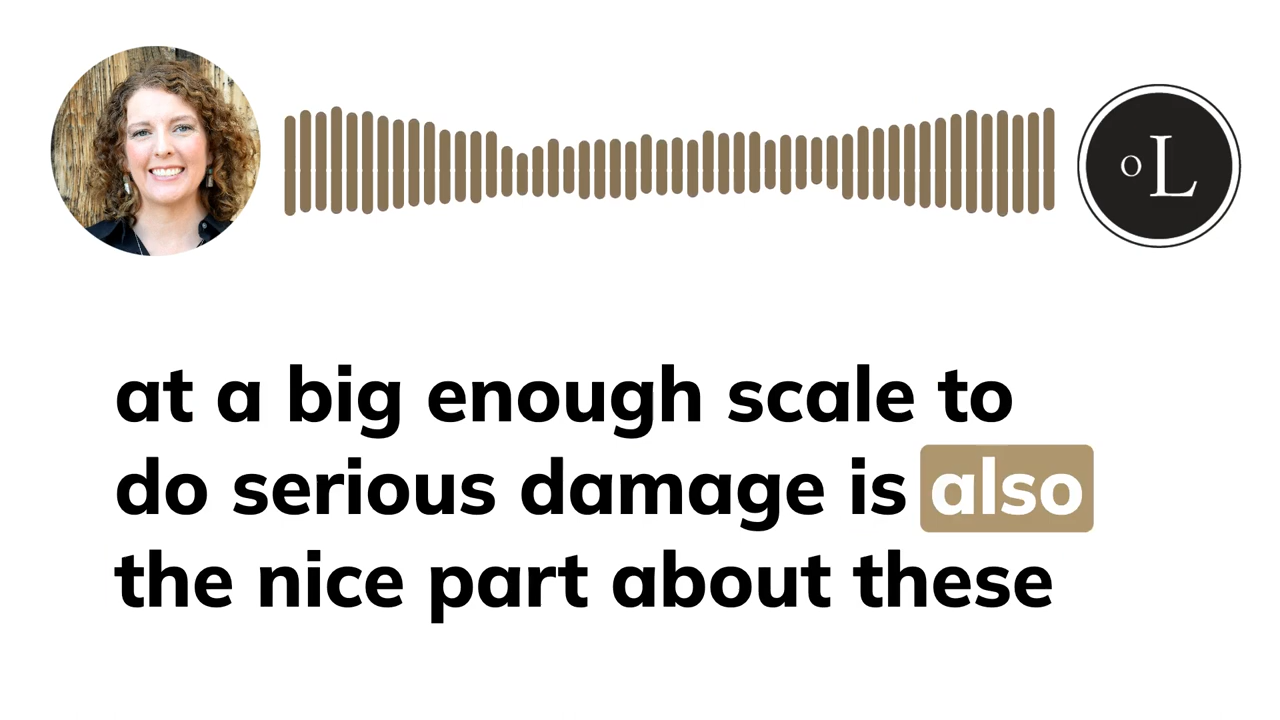 oL
at a big enough scale to
do serious damage is also
the nice part about these